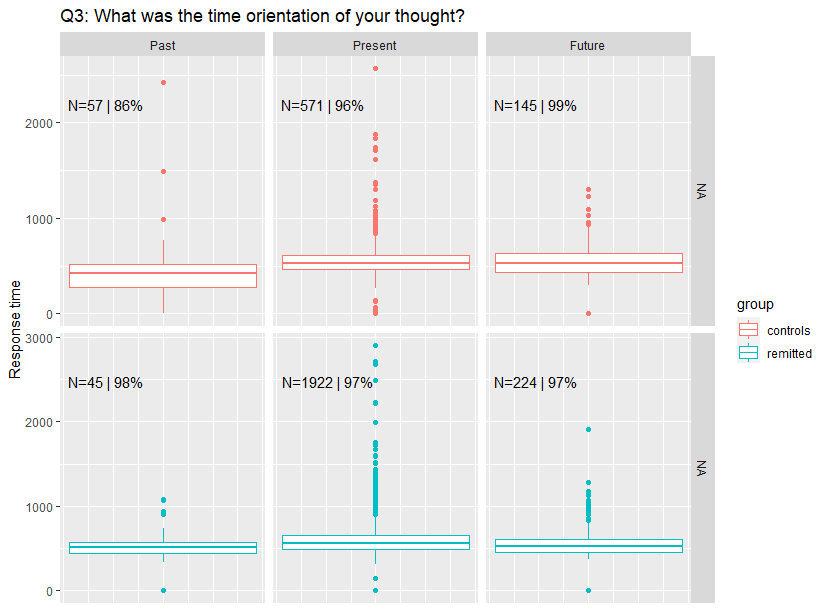 Q3: What was the time orientation of your thought?
Past
Present
Future
N=57 | 86%
N=571 | 96%
N=145 | 99%
2000
1000
0
NA
Response time
3000
2000
1000
0
N=45 | 98%
N=1922 | 97%
N=224 | 97%
NA
group
controls
remitted